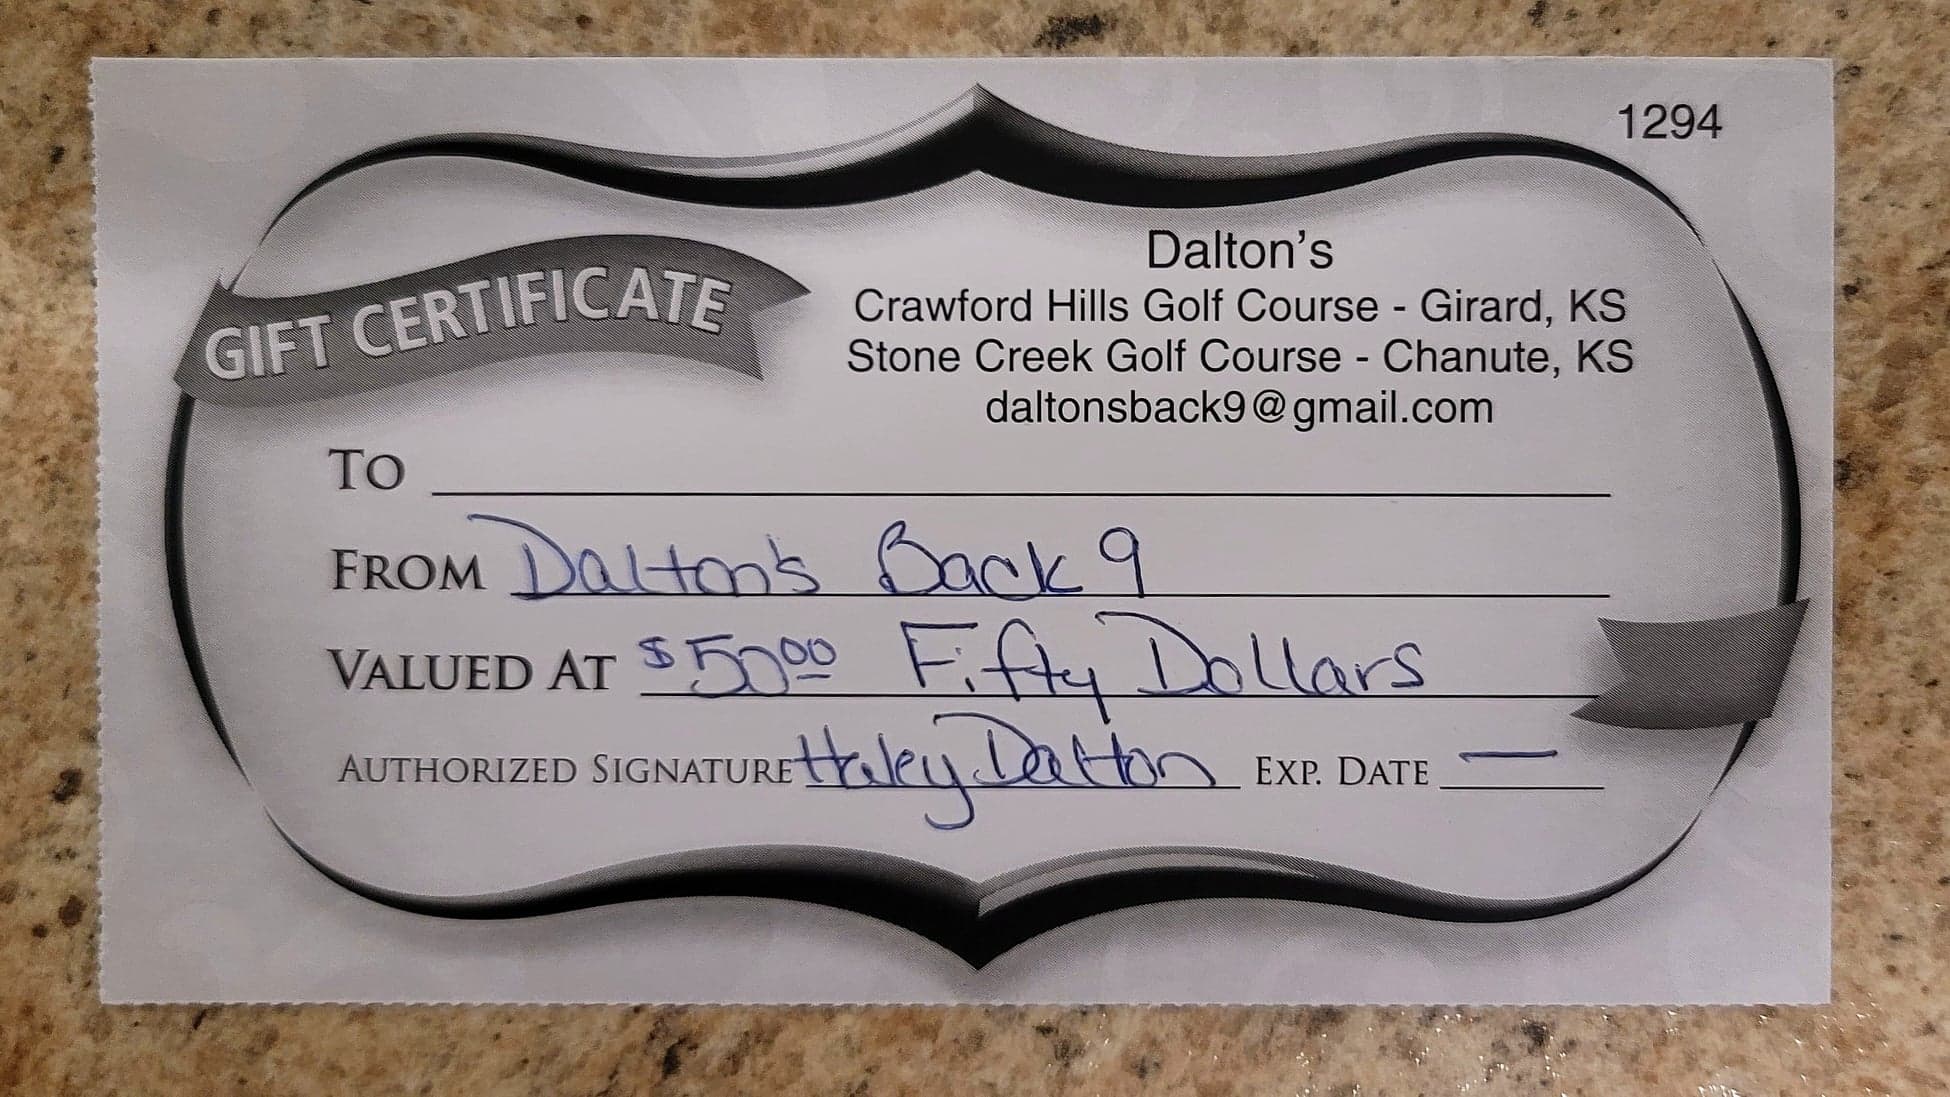 1294
Dalton's
Crawford Hills Golf Course - Girard, KS
Stone Creek Golf Course - Chanute, KS
daltonsback9@gmail.com
GIFT CERTIFICATE
TO
FROM Dalton's Back 9
VALUED AT $50.00 Fifty Dollars
AUTHORIZED SIGNATURE Haley Dalton EXP. DATE —